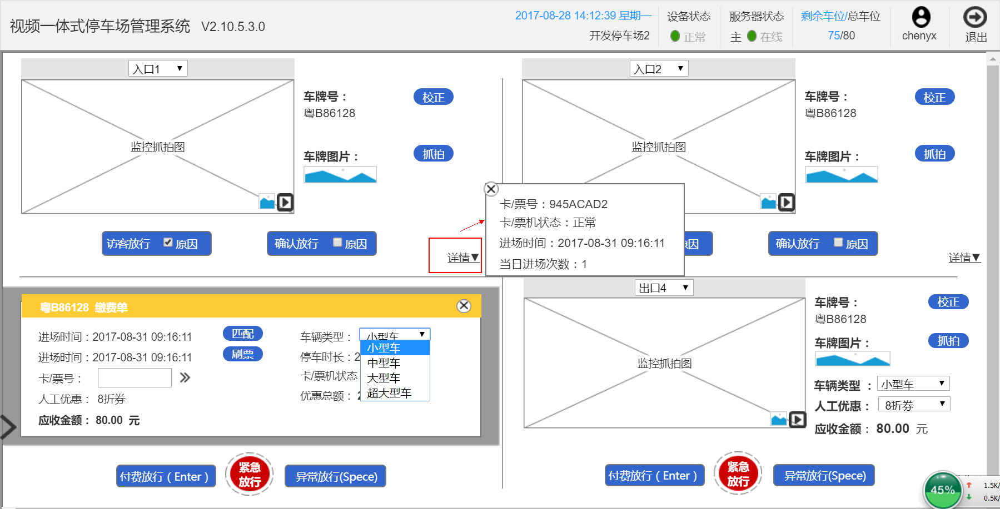 视频一体式停车场管理系统 V2.10.5.3.0
2017-08-28 14:12:39 星期一
开发停车场2
设备状态
正常
服务器状态
主 在线
剩余车位/总车位
75/80
chenyx
退出
入口1
监控抓拍图
车牌号：
粤B86128
校正
车牌图片：
抓拍
访客放行 原因
确认放行 原因
详情▼
入口2
监控抓拍图
车牌号：
粤B86128
校正
车牌图片：
抓拍
原因
确认放行 原因
详情▼
卡/票号：945ACAD2
卡/票机状态：正常
进场时间：2017-08-31 09:16:11
当日进场次数：1
粤B86128 缴费单
进场时间：2017-08-31 09:16:11
匹配
进场时间：2017-08-31 09:16:11
刷票
卡/票号：
人工优惠： 8折券
应收金额： 80.00 元
车辆类型： 小型车
停车时长：2
卡/票机状态
优惠总额：
小型车
中型车
大型车
超大型车
付费放行（Enter）
紧急
放行
异常放行(Spece)
出口4
监控抓拍图
车牌号：
粤B86128
校正
车牌图片：
抓拍
车辆类型： 小型车
人工优惠： 8折券
应收金额： 80.00 元
付费放行（Enter）
紧急
放行
异常放行(Spece)
45%
1.5K/
0.5K/